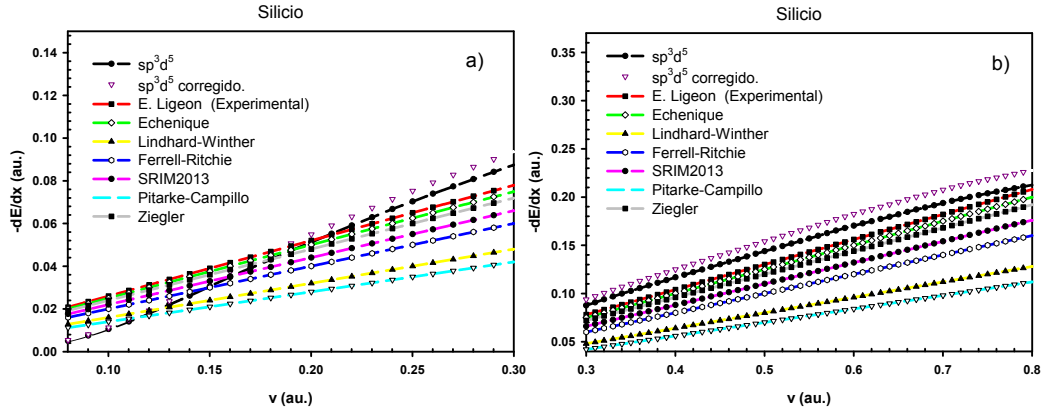 Silicio
a)
-dE/dx (au.)
0.14
0.12
0.10
0.08
0.06
0.04
0.02
0.00
sp³d⁵
sp³d⁵ corregido.
E. Ligeon (Experimental)
Echenique
Lindhard-Winther
Ferrell-Ritchie
SRIM2013
Pitarke-Campillo
Ziegler
0.10
0.15
0.20
0.25
0.30
v (au.)
Silicio
b)
-dE/dx (au.)
0.35
0.30
0.25
0.20
0.15
0.10
0.05
sp³d⁵
sp³d⁵ corregido.
E. Ligeon (Experimental)
Echenique
Lindhard-Winther
Ferrell-Ritchie
SRIM2013
Pitarke-Campillo
Ziegler
0.3
0.4
0.5
0.6
0.7
0.8
v (au.)